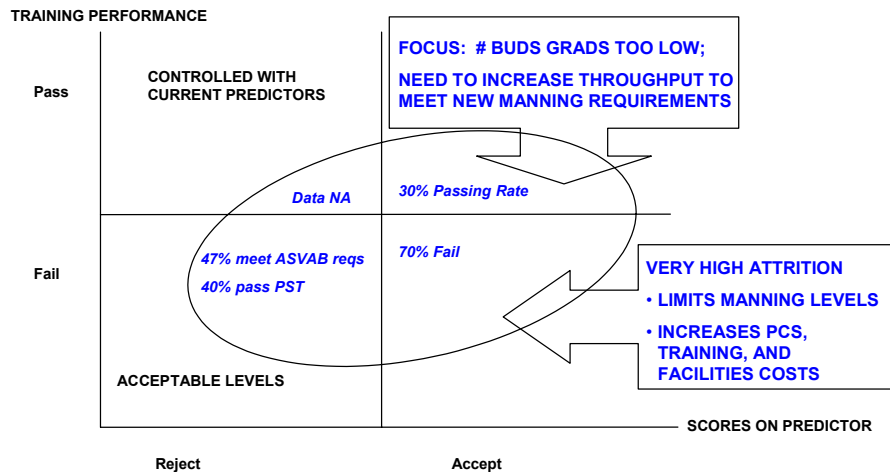 TRAINING PERFORMANCE
FOCUS: # BUDS GRADS TOO LOW;
NEED TO INCREASE THROUGHPUT TO
MEET NEW MANNING REQUIREMENTS
CONTROLLED WITH
CURRENT PREDICTORS
Pass
Data NA
30% Passing Rate
47% meet ASVAB reqs
40% pass PST
70% Fail
Fail
VERY HIGH ATTRITION
• LIMITS MANNING LEVELS
• INCREASES PCS,
TRAINING, AND
FACILITIES COSTS
ACCEPTABLE LEVELS
SCORES ON PREDICTOR
Reject
Accept